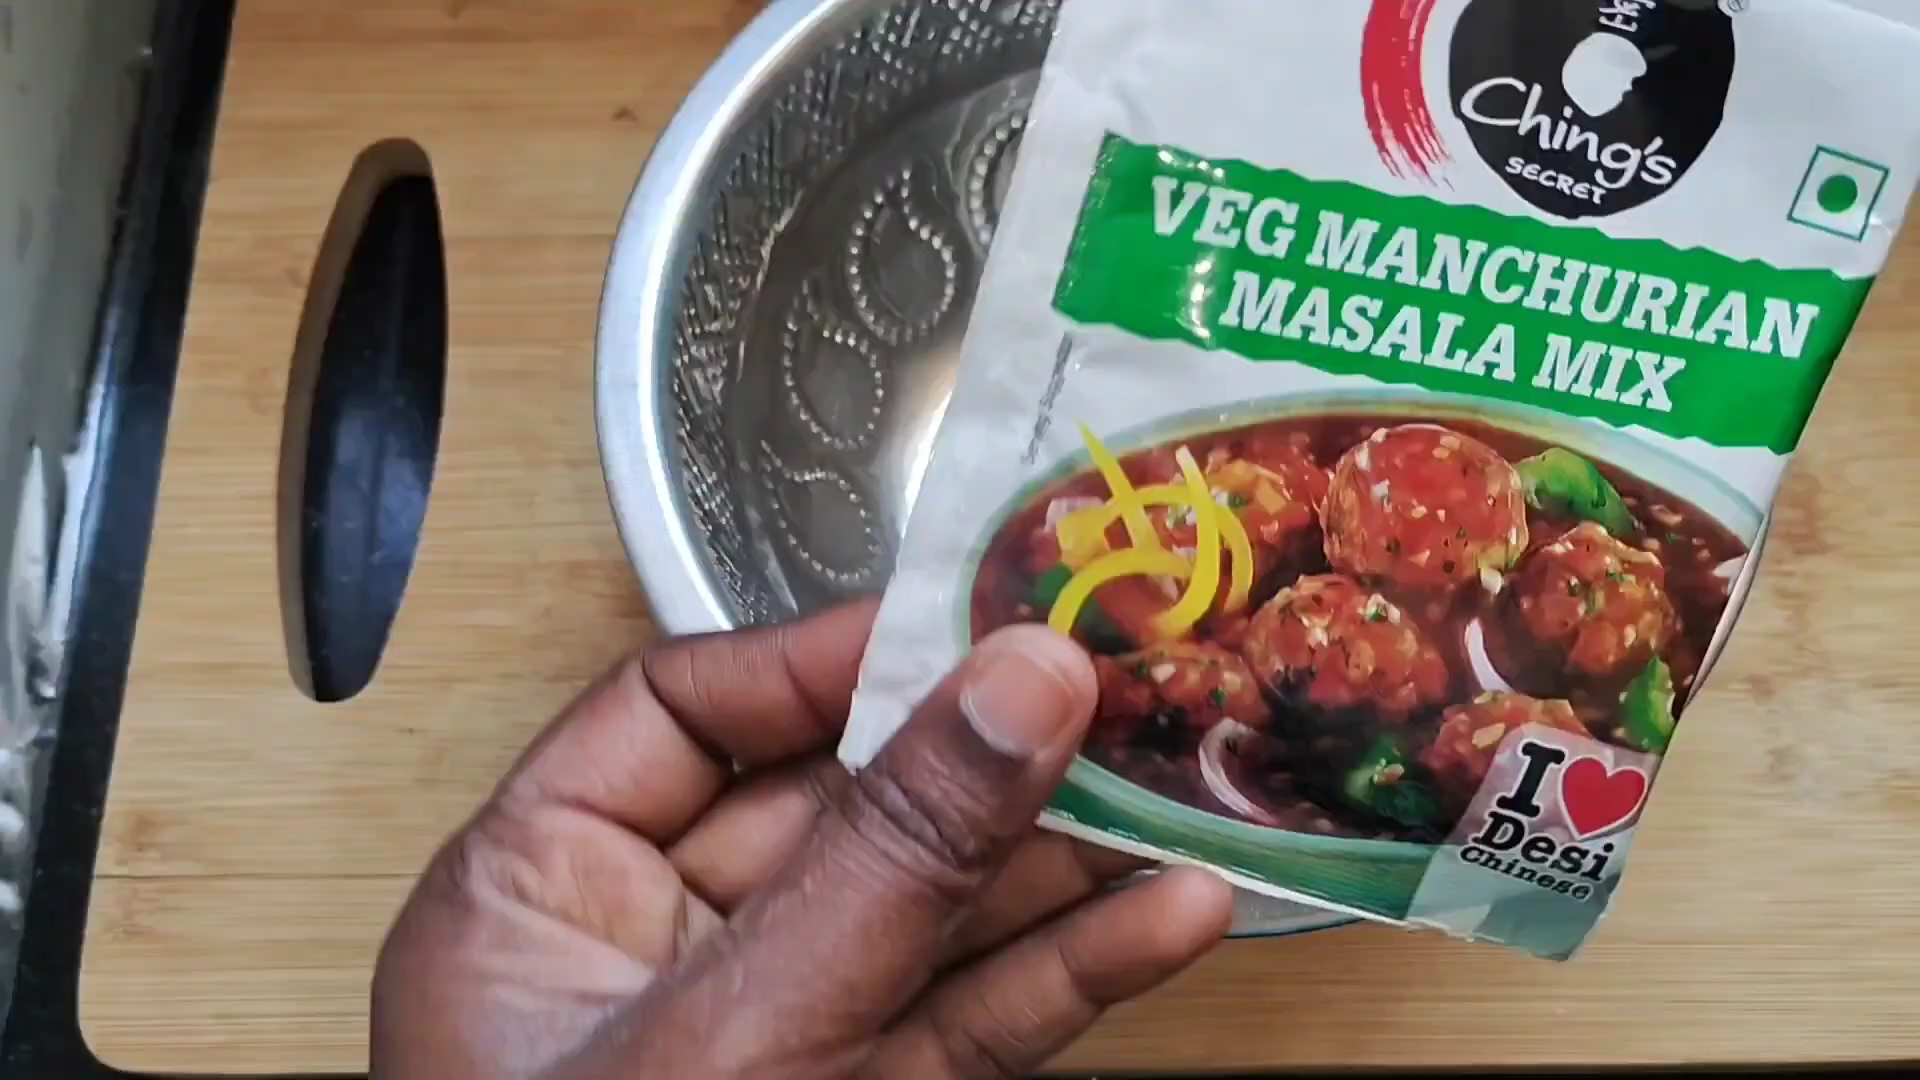 Ching's
SECRET
®
VEG MANCHURIAN
MASALA MIX
I
Desi
Chinese